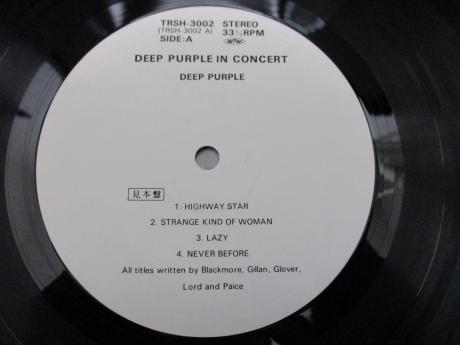 TRSH-3002 STEREO
(TRSH-3002 A) 33⅓RPM
SIDE:A
DEEP PURPLE IN CONCERT
DEEP PURPLE
見本盤
1. HIGHWAY STAR
2. STRANGE KIND OF WOMAN
3. LAZY
4. NEVER BEFORE
All titles written by Blackmore, Gillan, Glover,
Lord and Paice